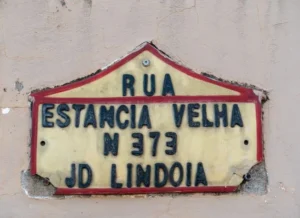 RUA
ESTANCIA VELHA
N 373
JD LINDOIA